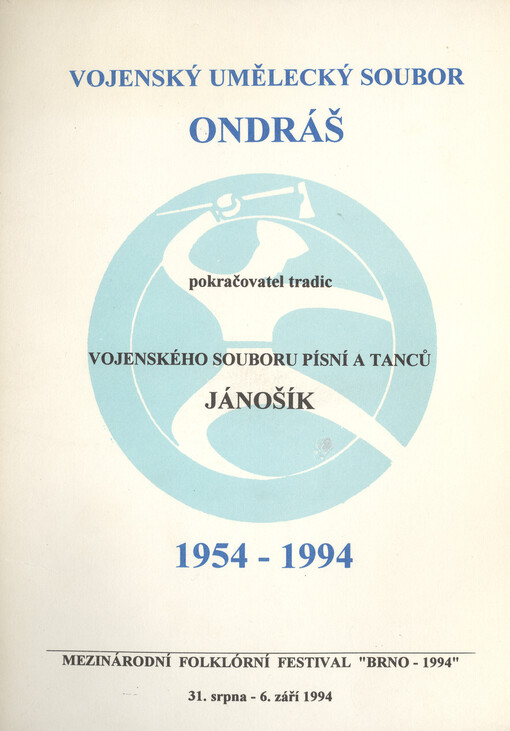 VOJENSKÝ UMĚLECKÝ SOUBOR
ONDRÁŠ
pokračovatel tradic
VOJENSKÉHO SOUBORU PÍSNÍ A TANCŮ
JÁNOŠÍK
1954 - 1994
MEZINÁRODNÍ FOLKLÓRNÍ FESTIVAL "BRNO - 1994"
31. srpna - 6. září 1994